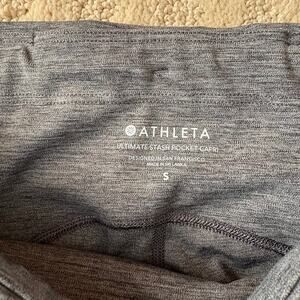 ATHLETA
ULTIMATE STASH POCKET CAPRI
DESIGNED IN SAN FRANCISCO
MADE IN SRI LANKA
S